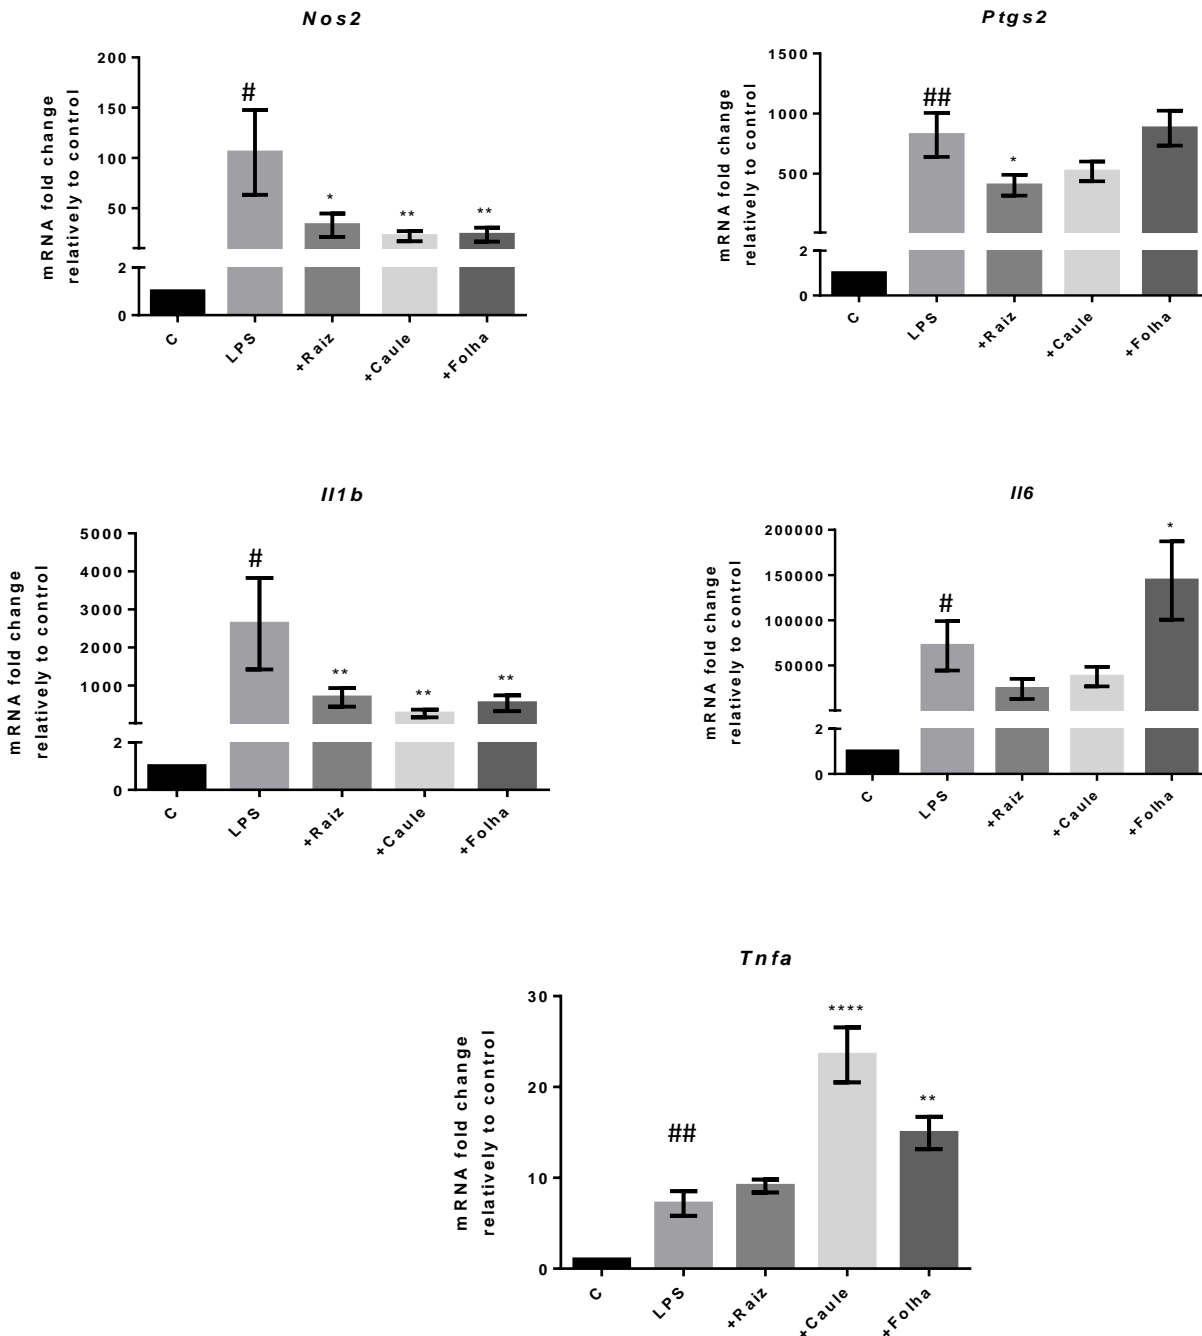 Nos2
mRNA fold change
relatively to control
200
150
100
50
2
0
#
*
**
**
C
LPS
+Raiz
+Caule
+Folha
Ptgs2
mRNA fold change
relatively to control
1500
1000
500
2
0
##
*
C
LPS
+Raiz
+Caule
+Folha
Il1b
mRNA fold change
relatively to control
5000
4000
3000
2000
1000
2
0
#
**
**
**
C
LPS
+Raiz
+Caule
+Folha
Il6
mRNA fold change
relatively to control
200000
150000
100000
50000
2
0
#
*
C
LPS
+Raiz
+Caule
+Folha
Tnfa
mRNA fold change
relatively to control
30
20
10
0
##
****
**
C
LPS
+Raiz
+Caule
+Folha